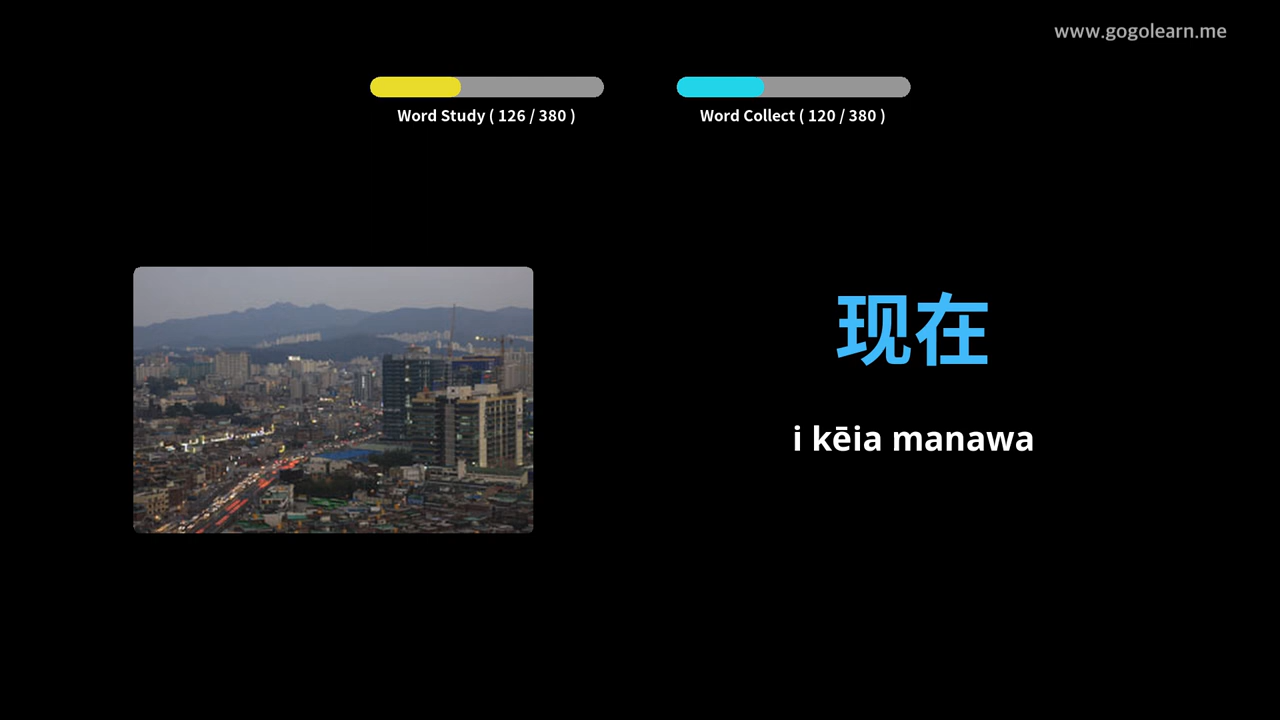 www.gogolearn.me
Word Study ( 126 / 380 )
Word Collect ( 120 / 380 )
现在
i kēia manawa